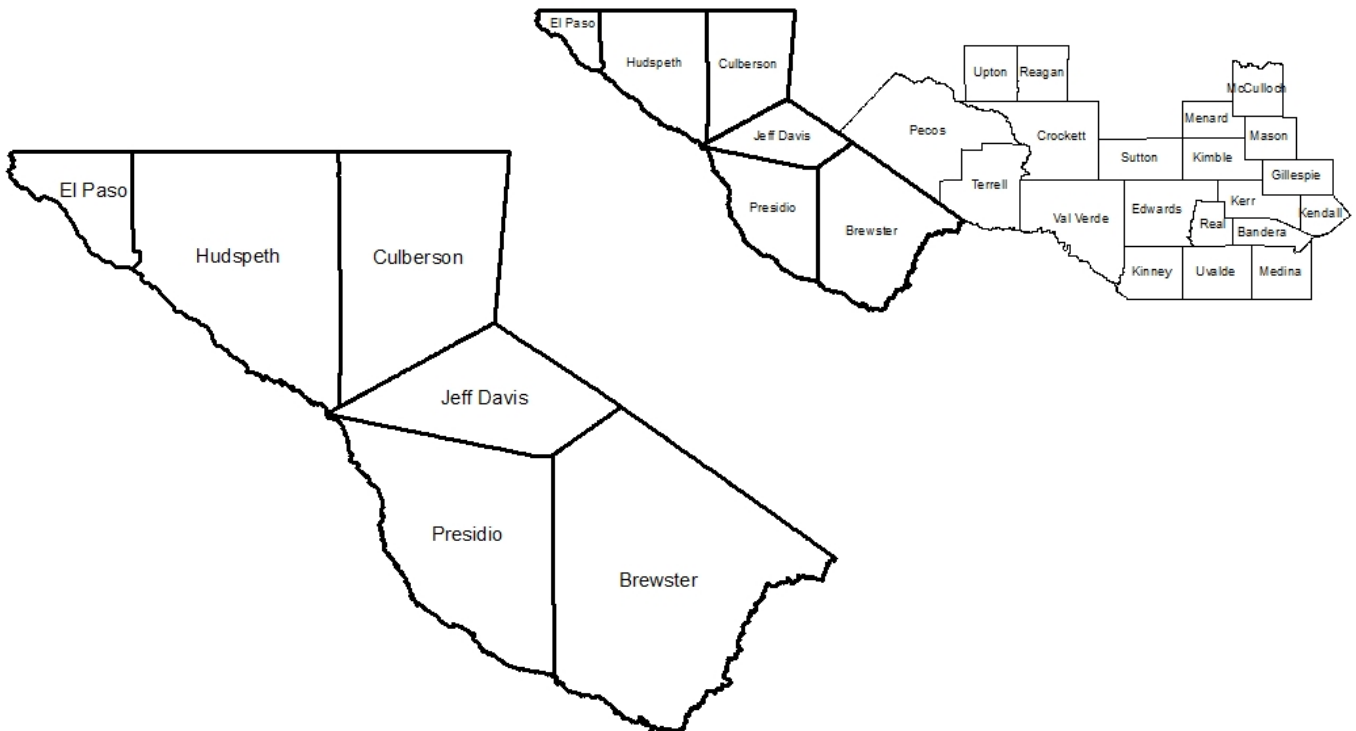 El Paso
Hudspeth
Culberson
Jeff Davis
Presidio
Brewster
Pecos
Terrell
Upton
Reagan
Crockett
Val Verde
Sutton
Edwards
Kinney
McCulloch
Menard
Mason
Kimble
Gillespie
Kerr
Kendall
Real
Bandera
Uvalde
Medina
El Paso
Hudspeth
Culberson
Jeff Davis
Presidio
Brewster